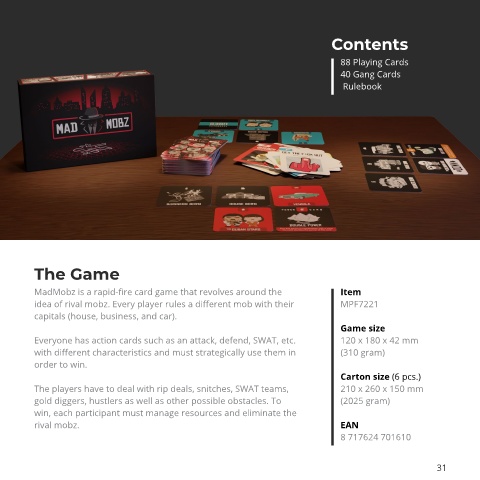 Contents
88 Playing Cards
40 Gang Cards
Rulebook
MAD MOBZ
The Game
MadMobz is a rapid-fire card game that revolves around the
idea of rival mobz. Every player rules a different mob with their
capitals (house, business, and car).
Everyone has action cards such as an attack, defend, SWAT, etc.
with different characteristics and must strategically use them in
order to win.
The players have to deal with rip deals, snitches, SWAT teams,
gold diggers, hustlers as well as other possible obstacles. To
win, each participant must manage resources and eliminate the
rival mobz.
Item
MPF7221
Game size
120 x 180 x 42 mm
(310 gram)
Carton size (6 pcs.)
210 x 260 x 150 mm
(2025 gram)
EAN
8 717624 701610
31